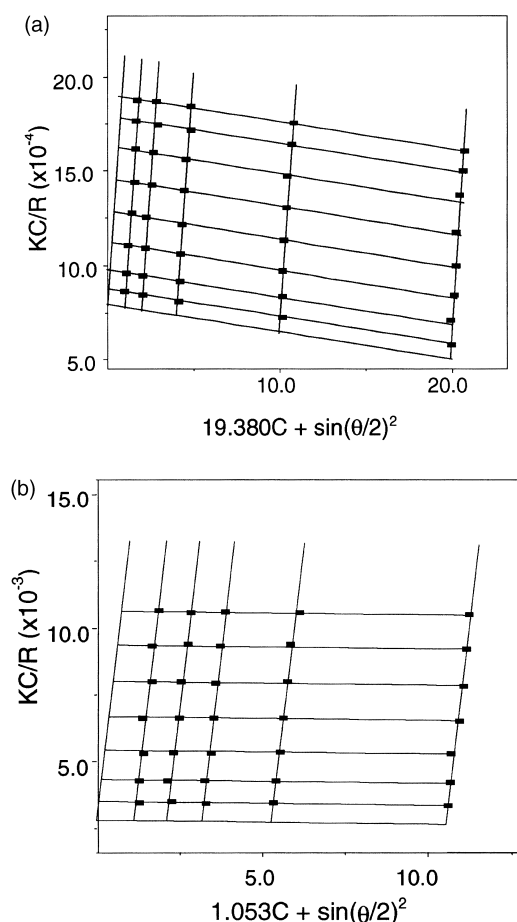 (a)
20.0
15.0
10.0
5.0
KC/R (x10⁻⁴)
10.0 20.0
19.380C + sin(θ/2)²
(b)
15.0
10.0
5.0
KC/R (x10⁻³)
5.0 10.0
1.053C + sin(θ/2)²